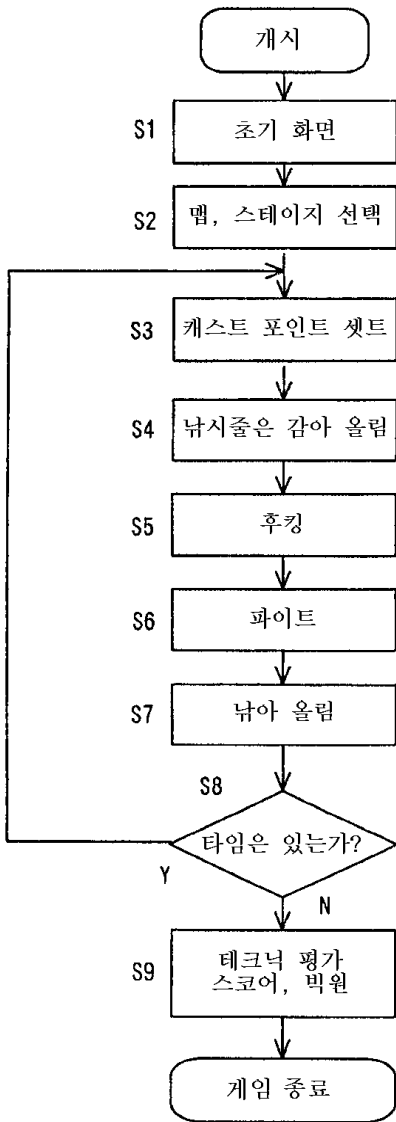 개시
S1
초기 화면
S2
맵, 스테이지 선택
S3
캐스트 포인트 셋트
S4
낚시줄은 감아 올림
S5
후킹
S6
파이트
S7
낚아 올림
S8
타임은 있는가?
Y
N
S9
테크닉 평가
스코어, 빅원
게임 종료